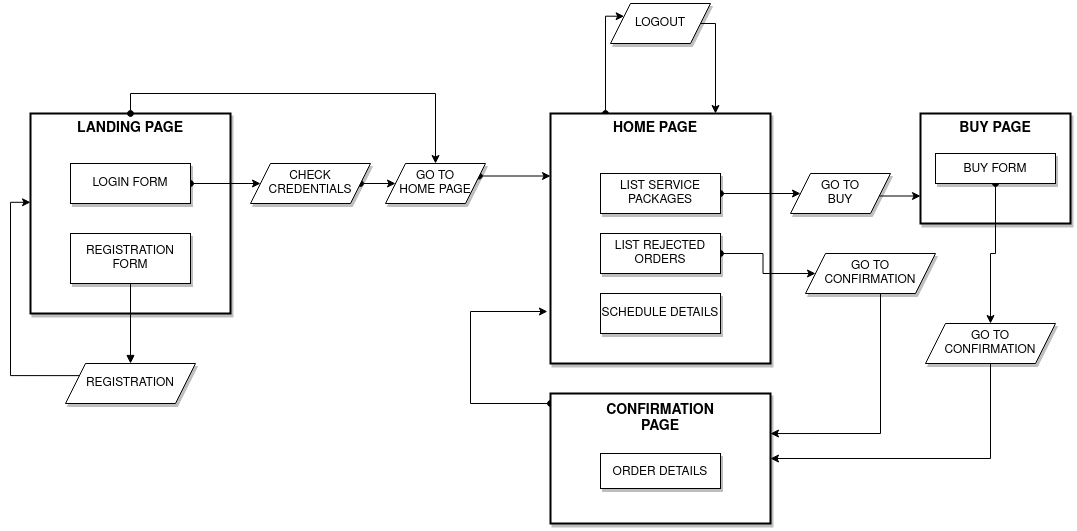 LOGOUT
LANDING PAGE
LOGIN FORM
REGISTRATION
FORM
REGISTRATION
CHECK
CREDENTIALS
GO TO
HOME PAGE
HOME PAGE
LIST SERVICE
PACKAGES
LIST REJECTED
ORDERS
SCHEDULE DETAILS
GO TO
BUY
GO TO
CONFIRMATION
BUY PAGE
BUY FORM
GO TO
CONFIRMATION
CONFIRMATION
PAGE
ORDER DETAILS